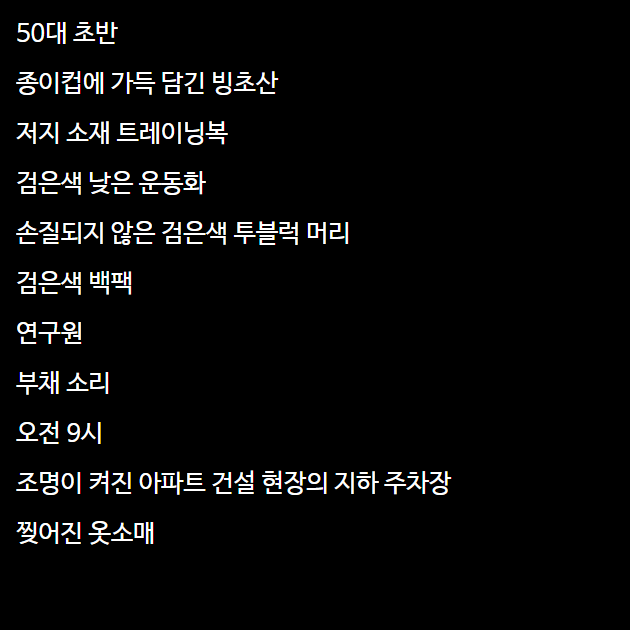 50대 초반
종이컵에 가득 담긴 빙초산
저지 소재 트레이닝복
검은색 낮은 운동화
손질되지 않은 검은색 투블럭 머리
검은색 백팩
연구원
부채 소리
오전 9시
조명이 켜진 아파트 건설 현장의 지하 주차장
찢어진 옷소매